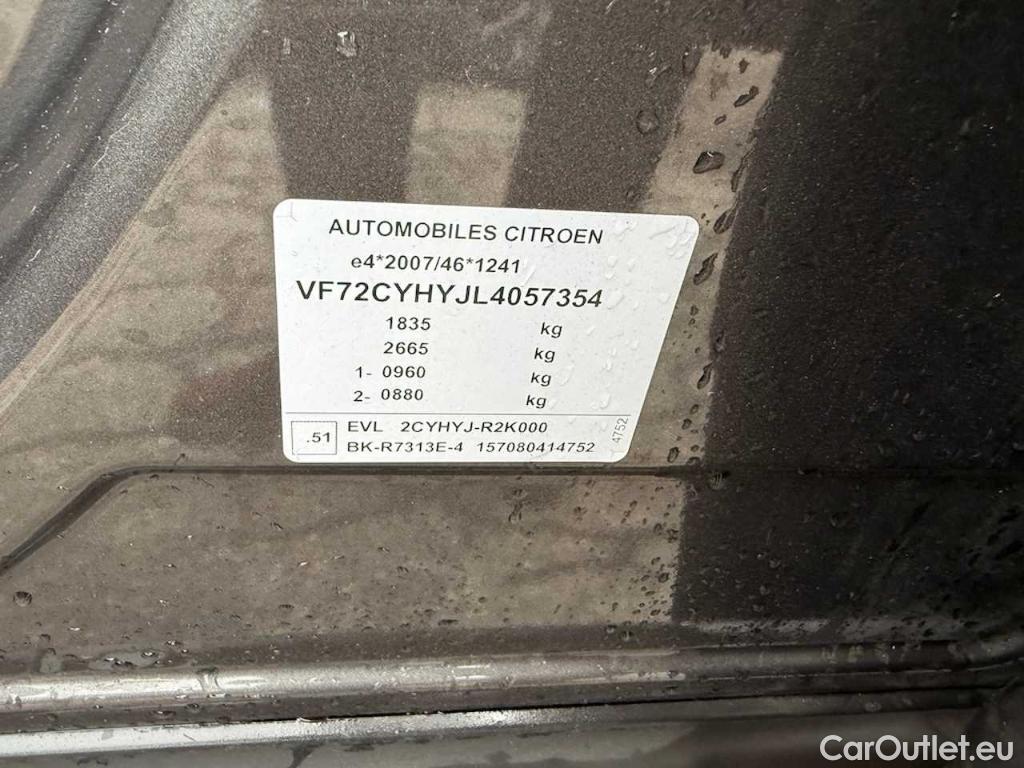 AUTOMOBILES CITROEN
e4*2007/46*1241
VF72CYHYJL4057354
1835 kg
2665 kg
1- 0960 kg
2- 0880 kg
.51
EVL 2CYHYJ-R2K000
BK-R7313E-4 157080414752
4752
CarOutlet.eu